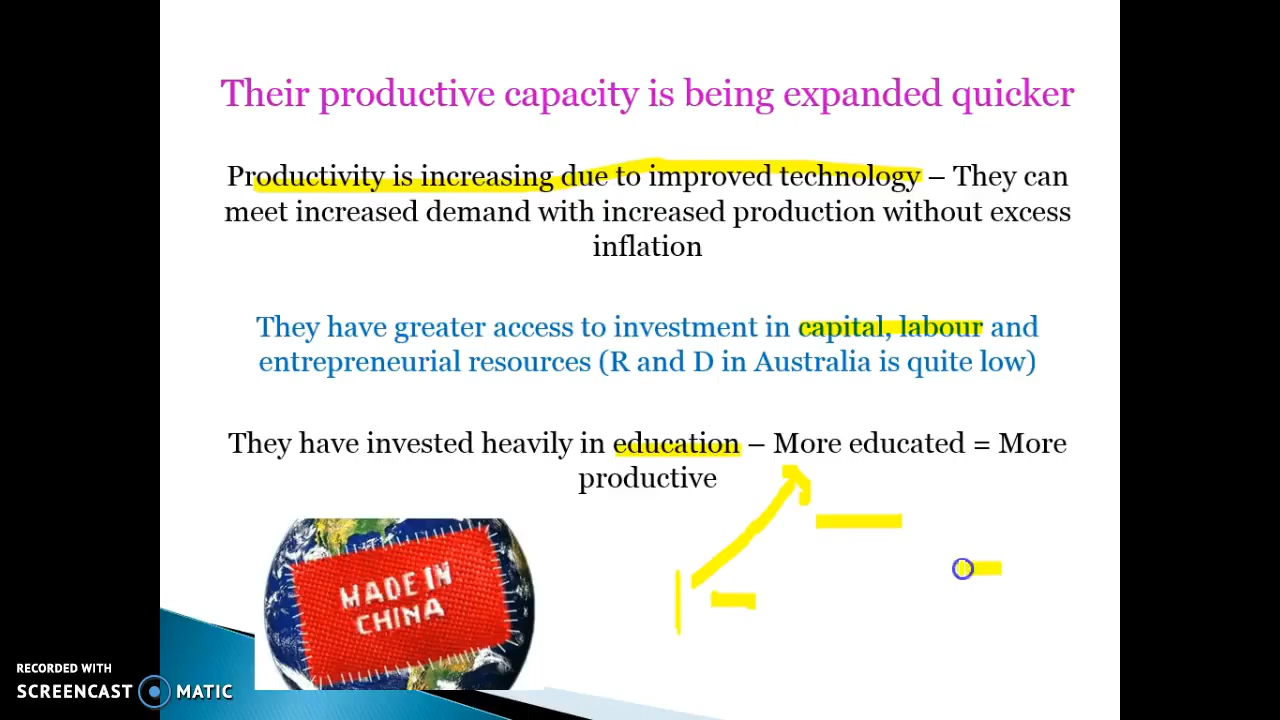 Their productive capacity is being expanded quicker
Productivity is increasing due to improved technology – They can
meet increased demand with increased production without excess
inflation
They have greater access to investment in capital, labour and
entrepreneurial resources (R and D in Australia is quite low)
They have invested heavily in education – More educated = More
productive
MADE IN
CHINA
RECORDED WITH
SCREENCAST MATIC